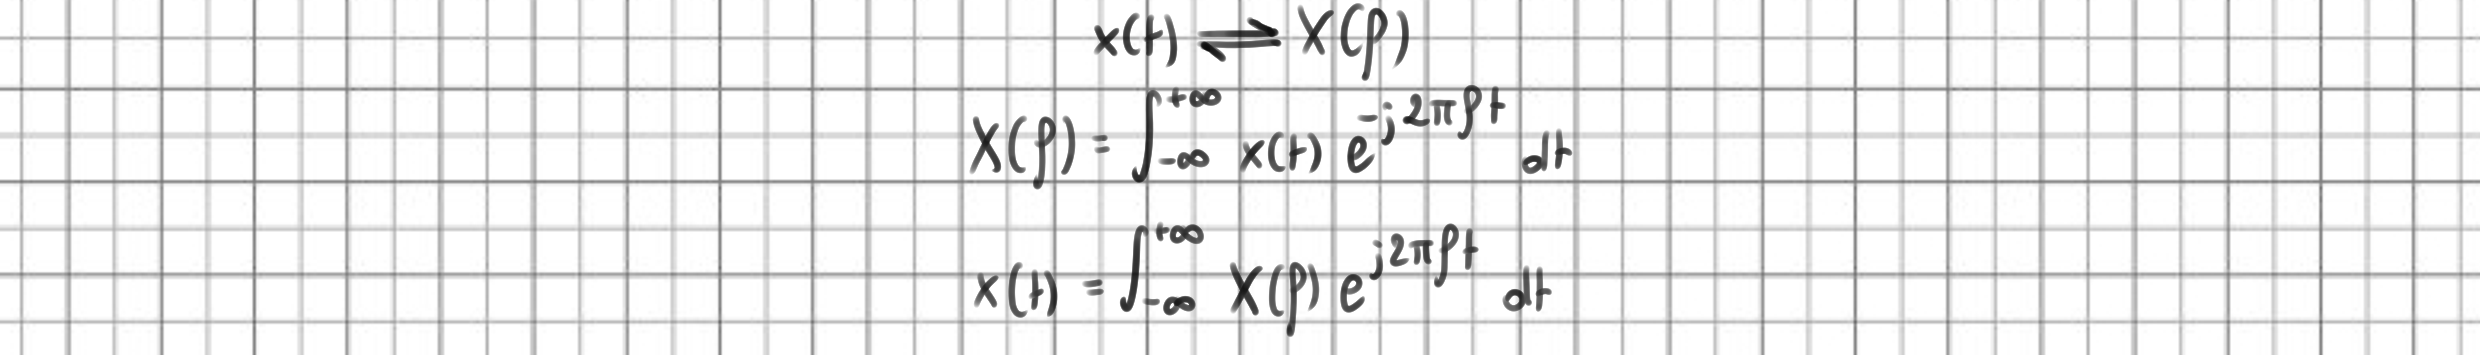 x(t) ⇌ X(f)
X(f) = ∫_{-∞}^{+∞} x(t) e^{-j2πft} dt
x(t) = ∫_{-∞}^{+∞} X(f) e^{j2πft} dt